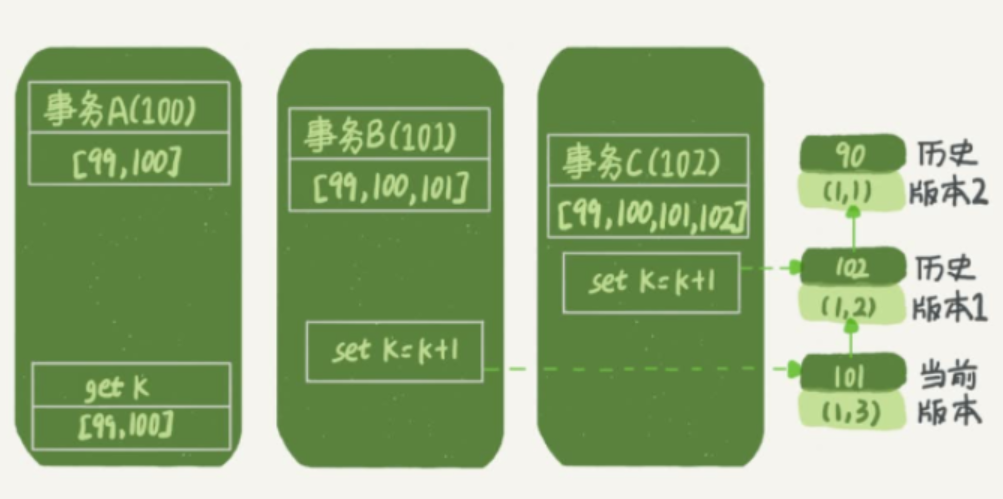 事务A(100)
[99,100]
get k
[99,100]
事务B(101)
[99,100,101]
set k=k+1
事务C(102)
[99,100,101,102]
set k=k+1
90
(1,1)
历史
版本2
102
(1,2)
历史
版本1
101
(1,3)
当前
版本